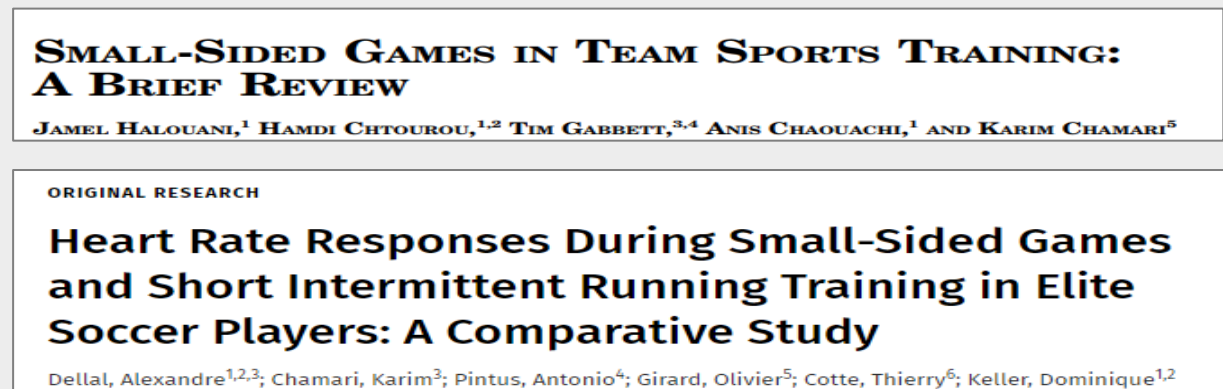 SMALL-SIDED GAMES IN TEAM SPORTS TRAINING:
A BRIEF REVIEW
JAMEL HALOUANI,¹ HAMDI CHTOUROU,¹,² TIM GABBETT,³,⁴ ANIS CHAOUACHI,¹ AND KARIM CHAMARI⁵
ORIGINAL RESEARCH
Heart Rate Responses During Small-Sided Games
and Short Intermittent Running Training in Elite
Soccer Players: A Comparative Study
Dellal, Alexandre¹,²,³; Chamari, Karim³; Pintus, Antonio⁴; Girard, Olivier⁵; Cotte, Thierry⁶; Keller, Dominique¹,²